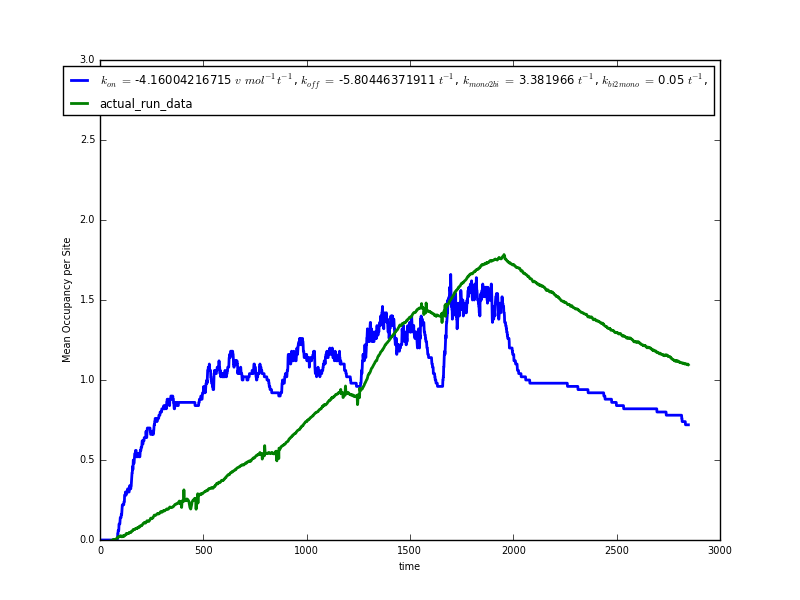 3.0
k_on = -4.16004216715 v mol^-1 t^-1, k_off = -5.80446371911 t^-1, k_mono2bi = 3.381966 t^-1, k_bi2mono = 0.05 t^-1,
actual_run_data
2.5
2.0
1.5
1.0
0.5
0.0
Mean Occupancy per Site
0 500 1000 1500 2000 2500 3000
time